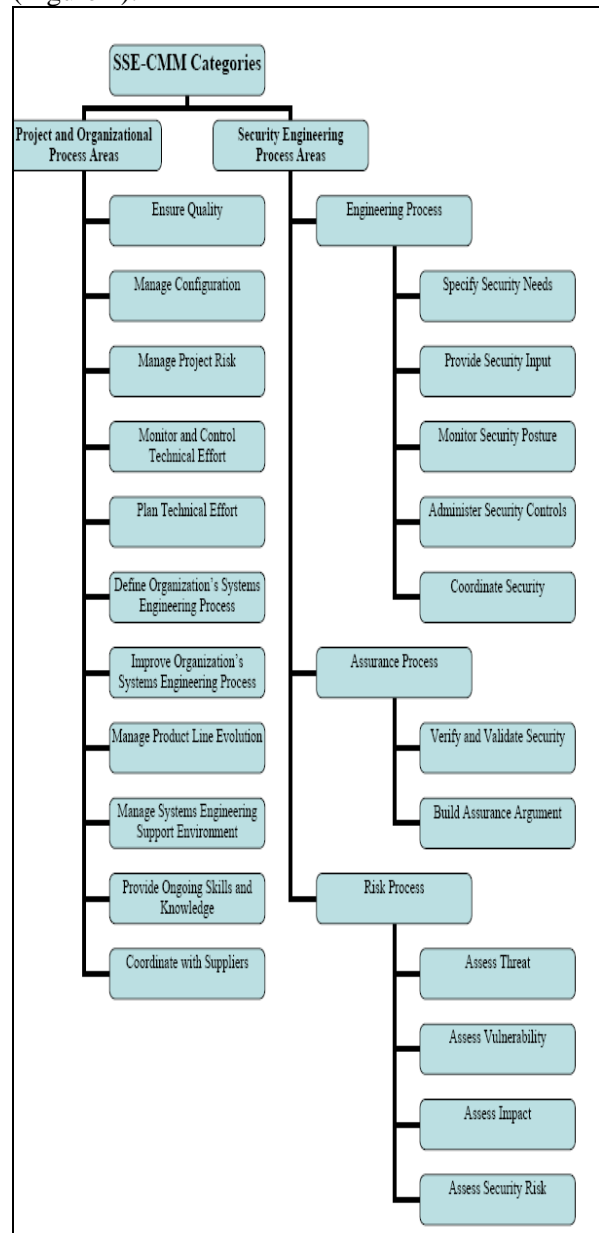 SSE-CMM Categories
Project and Organizational
Process Areas
Ensure Quality
Manage Configuration
Manage Project Risk
Monitor and Control
Technical Effort
Plan Technical Effort
Define Organization's Systems
Engineering Process
Improve Organization's
Systems Engineering Process
Manage Product Line Evolution
Manage Systems Engineering
Support Environment
Provide Ongoing Skills and
Knowledge
Coordinate with Suppliers
Security Engineering
Process Areas
Engineering Process
Specify Security Needs
Provide Security Input
Monitor Security Posture
Administer Security Controls
Coordinate Security
Assurance Process
Verify and Validate Security
Build Assurance Argument
Risk Process
Assess Threat
Assess Vulnerability
Assess Impact
Assess Security Risk